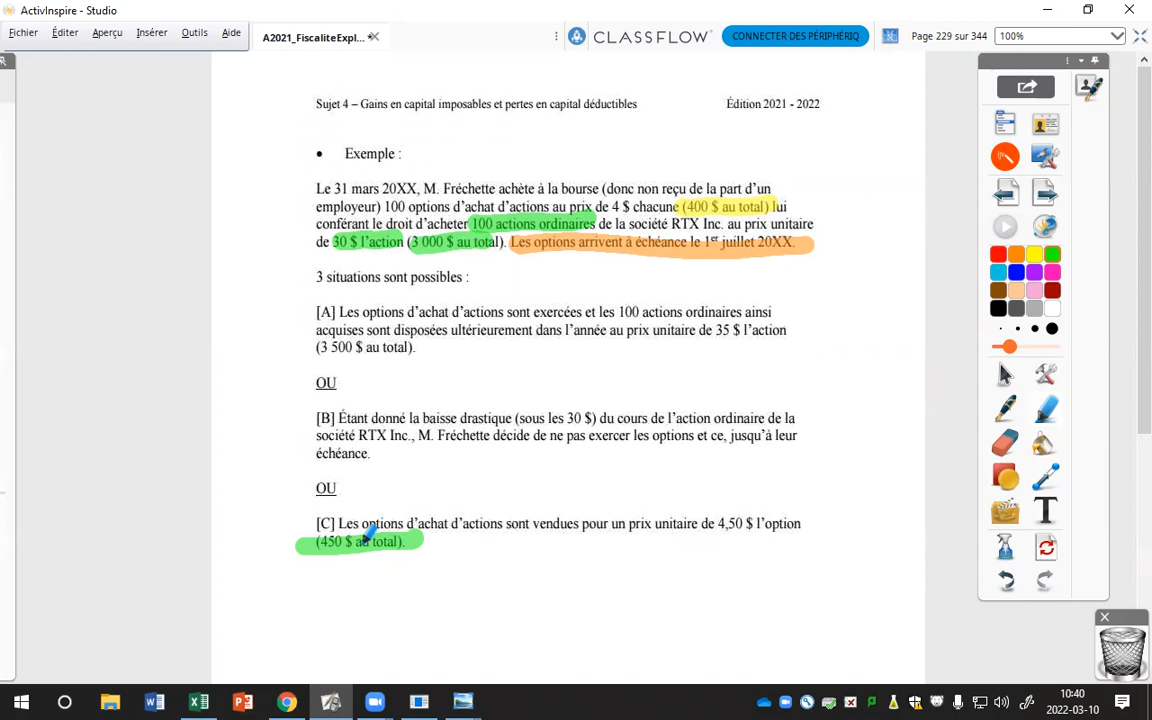 ActivInspire - Studio
Fichier Éditer Aperçu Insérer Outils Aide
A2021_FiscaliteExpl...
CLASSFLOW
CONNECTER DES PÉRIPHÉRIQ
Page 229 sur 344
100%
Sujet 4 – Gains en capital imposables et pertes en capital déductibles Édition 2021 - 2022
• Exemple :
Le 31 mars 20XX, M. Fréchette achète à la bourse (donc non reçu de la part d'un
employeur) 100 options d'achat d'actions au prix de 4 $ chacune (400 $ au total) lui
conférant le droit d'acheter 100 actions ordinaires de la société RTX Inc. au prix unitaire
de 30 $ l'action (3 000 $ au total). Les options arrivent à échéance le 1er juillet 20XX.
3 situations sont possibles :
[A] Les options d'achat d'actions sont exercées et les 100 actions ordinaires ainsi
acquises sont disposées ultérieurement dans l'année au prix unitaire de 35 $ l'action
(3 500 $ au total).
OU
[B] Étant donné la baisse drastique (sous les 30 $) du cours de l'action ordinaire de la
société RTX Inc., M. Fréchette décide de ne pas exercer les options et ce, jusqu'à leur
échéance.
OU
[C] Les options d'achat d'actions sont vendues pour un prix unitaire de 4,50 $ l'option
(450 $ au total).
10:40
2022-03-10